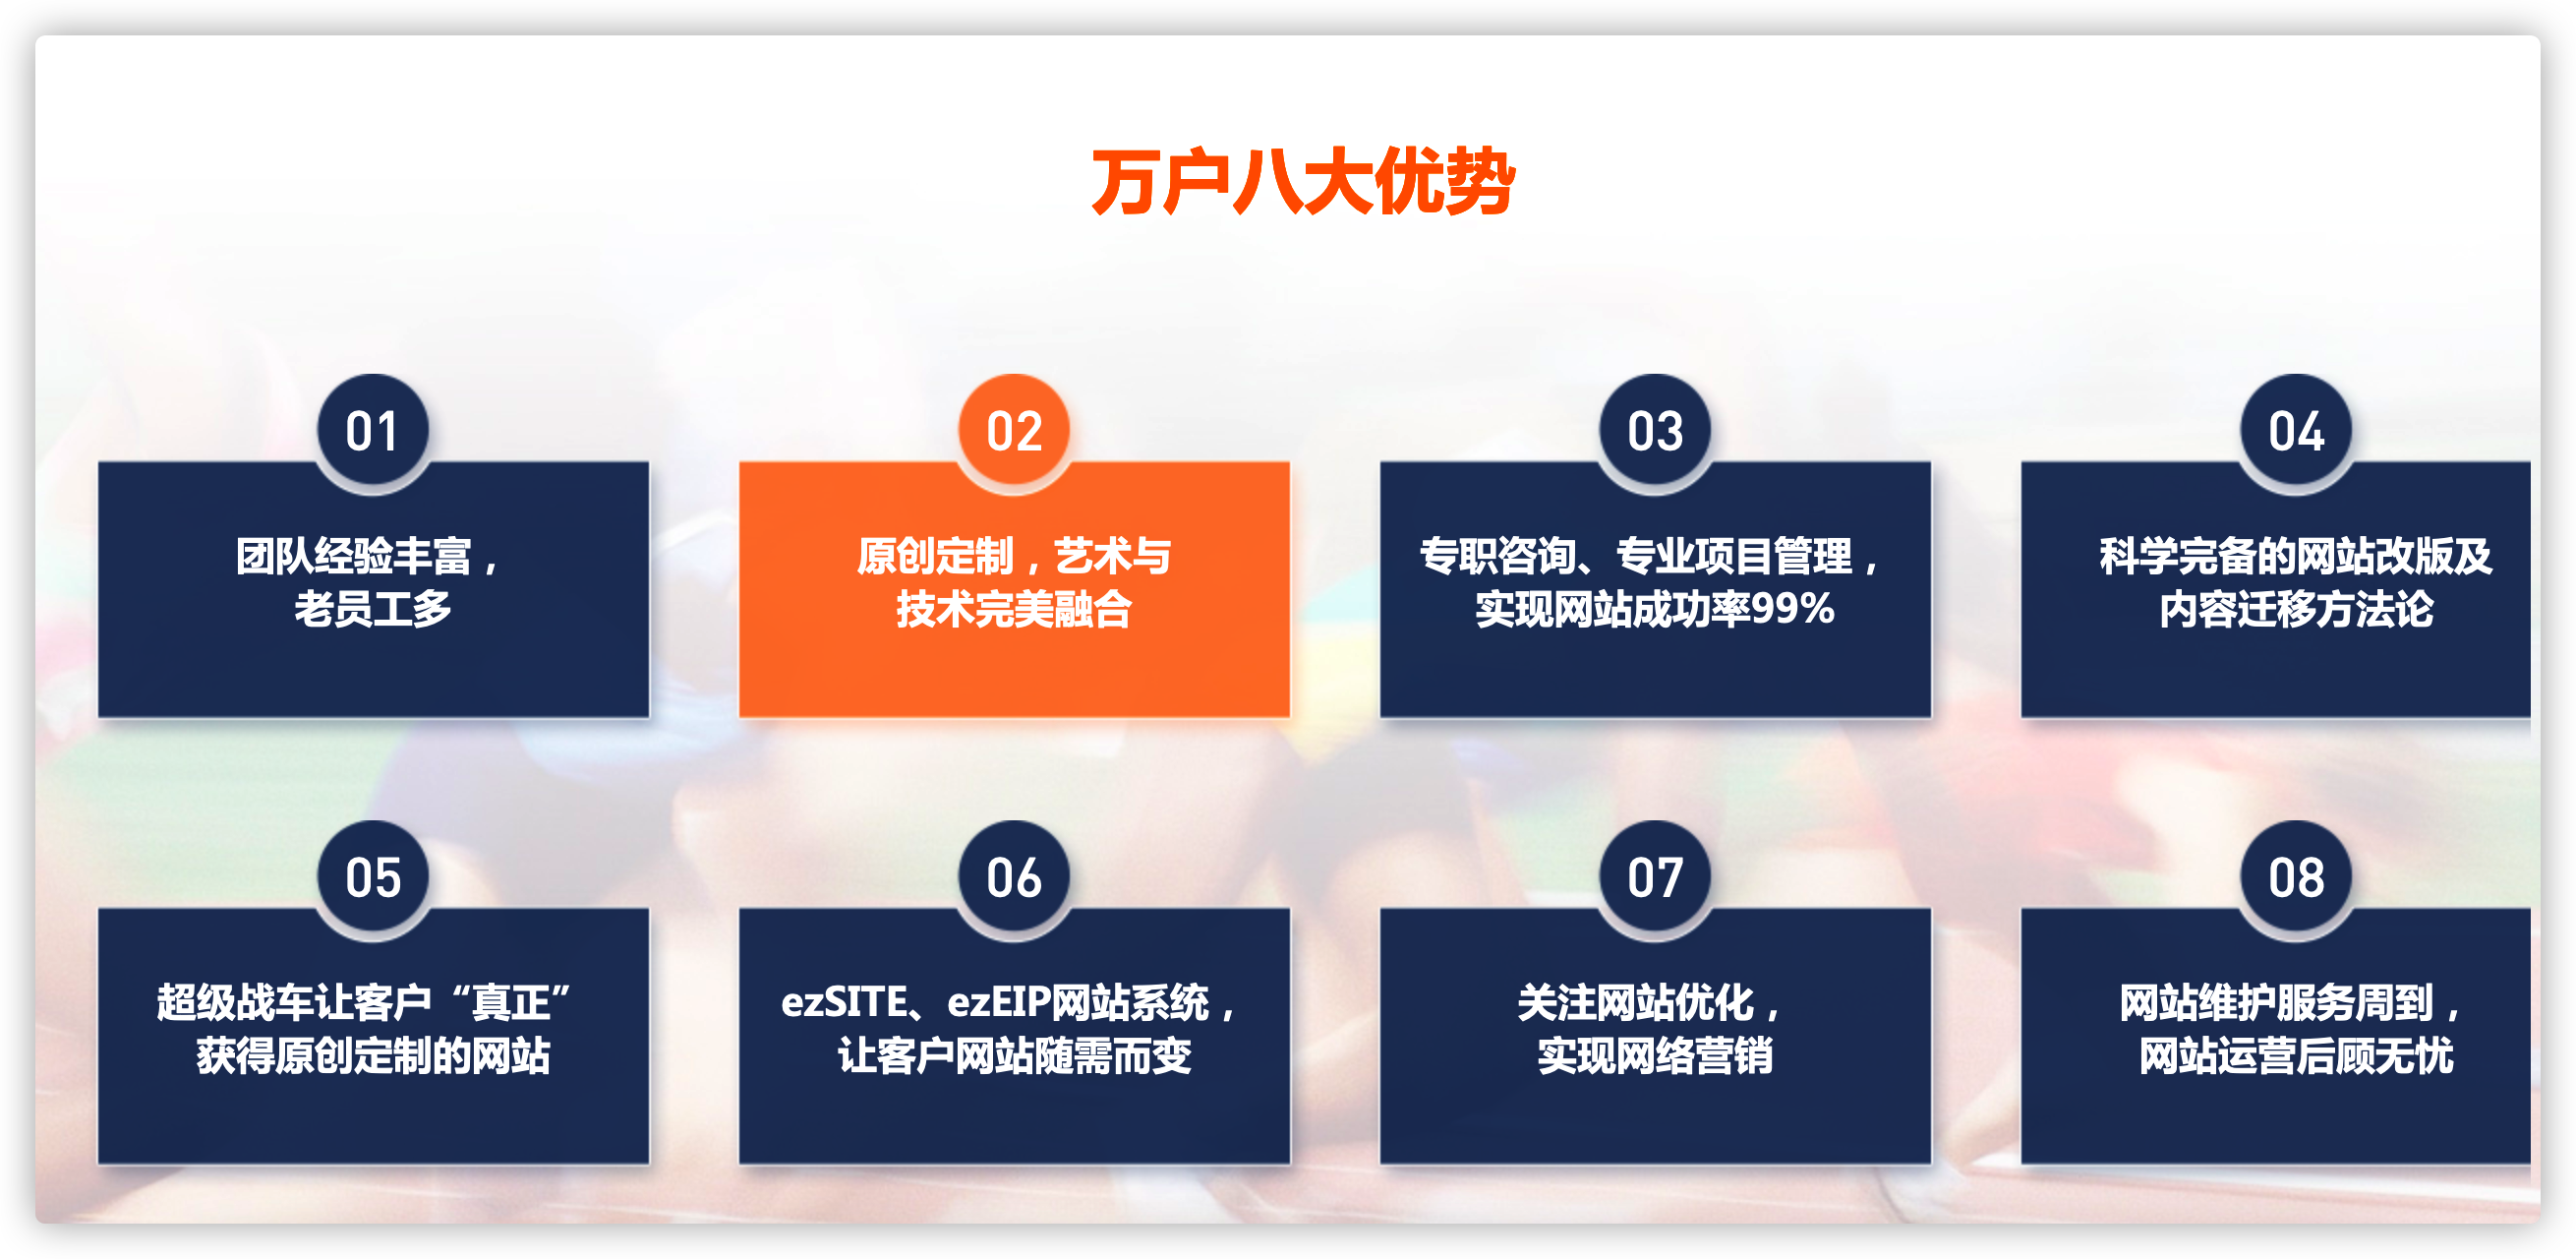 万户八大优势
01
团队经验丰富，
老员工多
02
原创定制，艺术与
技术完美融合
03
专职咨询、专业项目管理，
实现网站成功率99%
04
科学完备的网站改版及
内容迁移方法论
05
超级战车让客户“真正”
获得原创定制的网站
06
ezSITE、ezEIP网站系统，
让客户网站随需而变
07
关注网站优化，
实现网络营销
08
网站维护服务周到，
网站运营后顾无忧